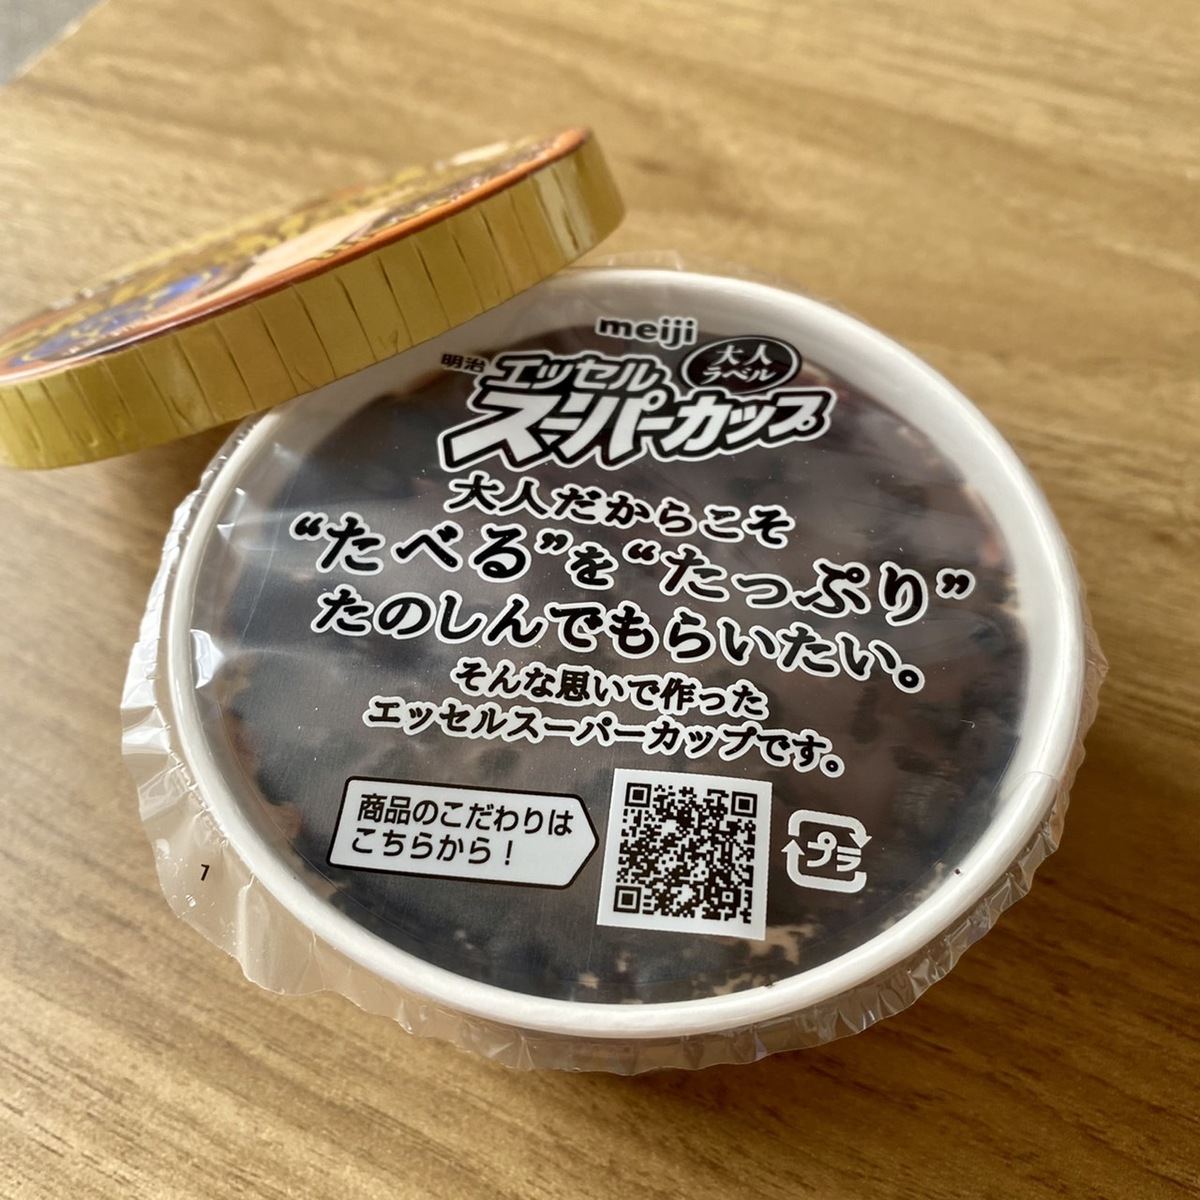 meiji
明治
エッセル
スーパーカップ
大人
ラベル
大人だからこそ
“たべる”を“たっぷり”
たのしんでもらいたい。
そんな思いで作った
エッセルスーパーカップです。
商品のこだわりは
こちらから！
プラ
1